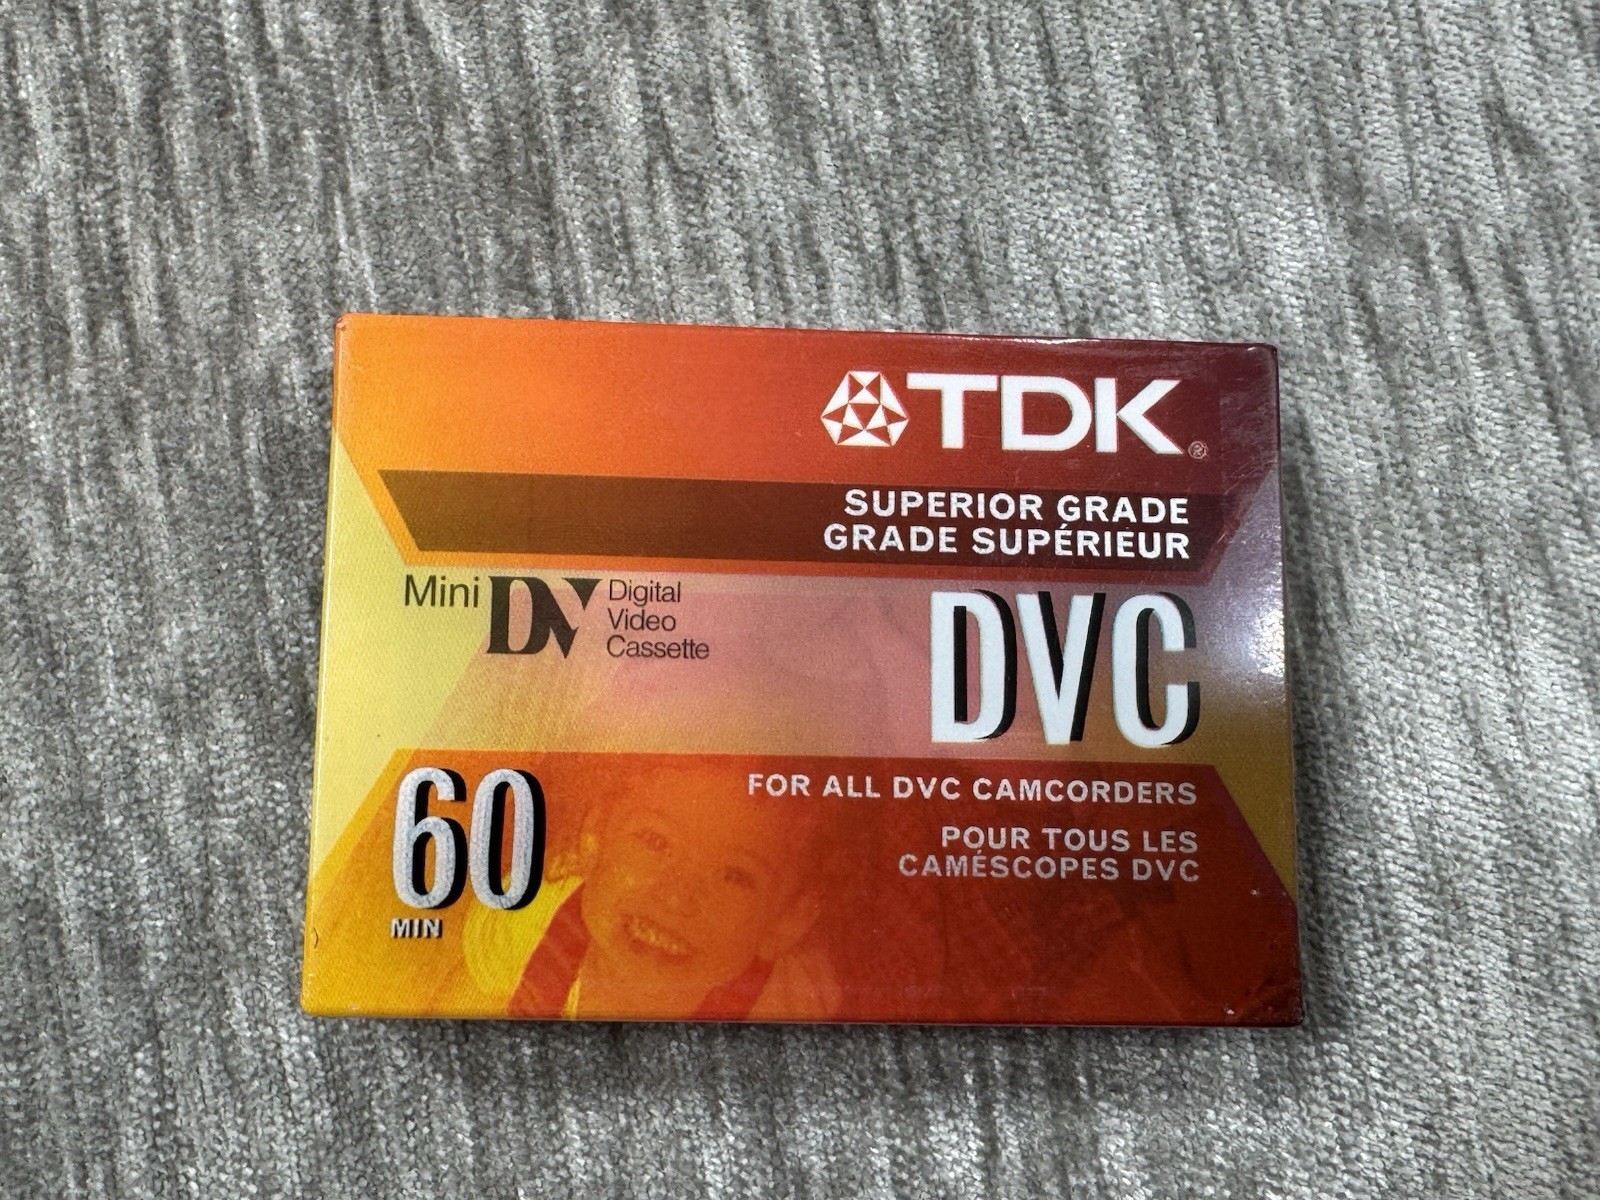 TDK®
SUPERIOR GRADE
GRADE SUPÉRIEUR
Mini DV Digital
Video
Cassette
DVC
60
MIN
FOR ALL DVC CAMCORDERS
POUR TOUS LES
CAMÉSCOPES DVC